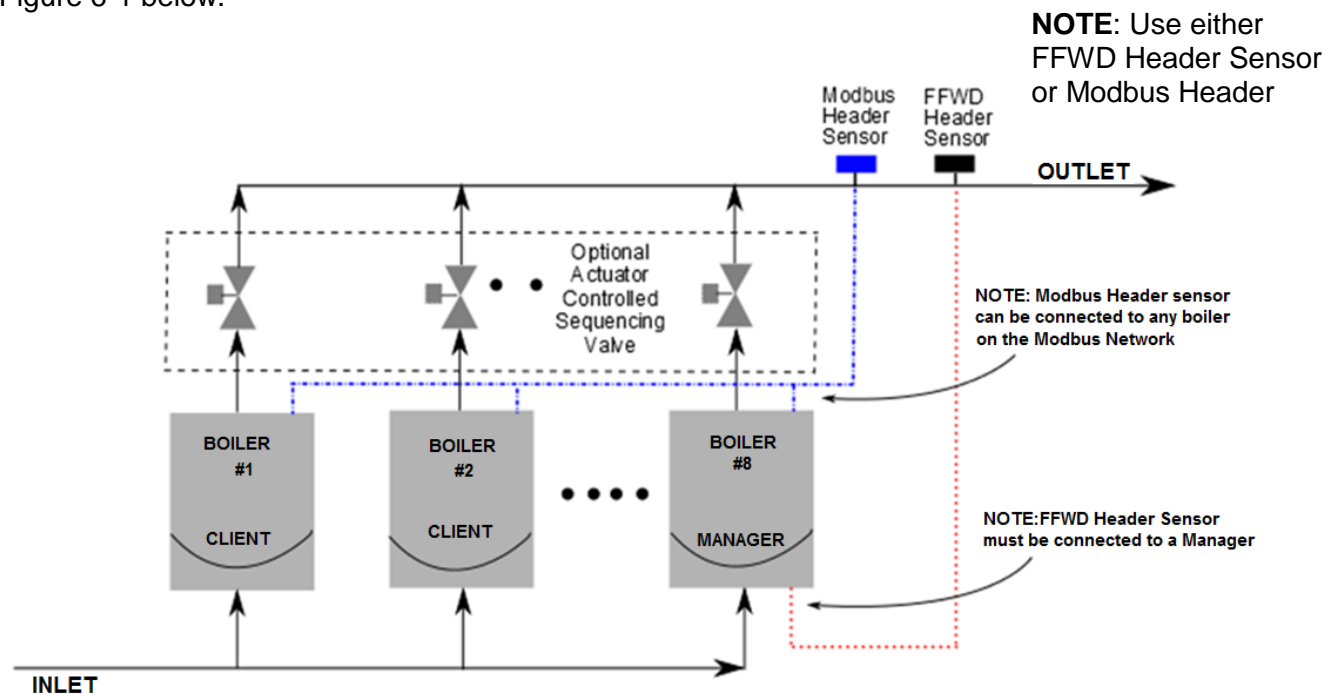 Figure 6-1 below.
NOTE: Use either
FFWD Header Sensor
or Modbus Header
Modbus
Header
Sensor
FFWD
Header
Sensor
OUTLET
Optional
Actuator
Controlled
Sequencing
Valve
NOTE: Modbus Header sensor
can be connected to any boiler
on the Modbus Network
BOILER
#1
CLIENT
BOILER
#2
CLIENT
BOILER
#8
MANAGER
NOTE:FFWD Header Sensor
must be connected to a Manager
INLET